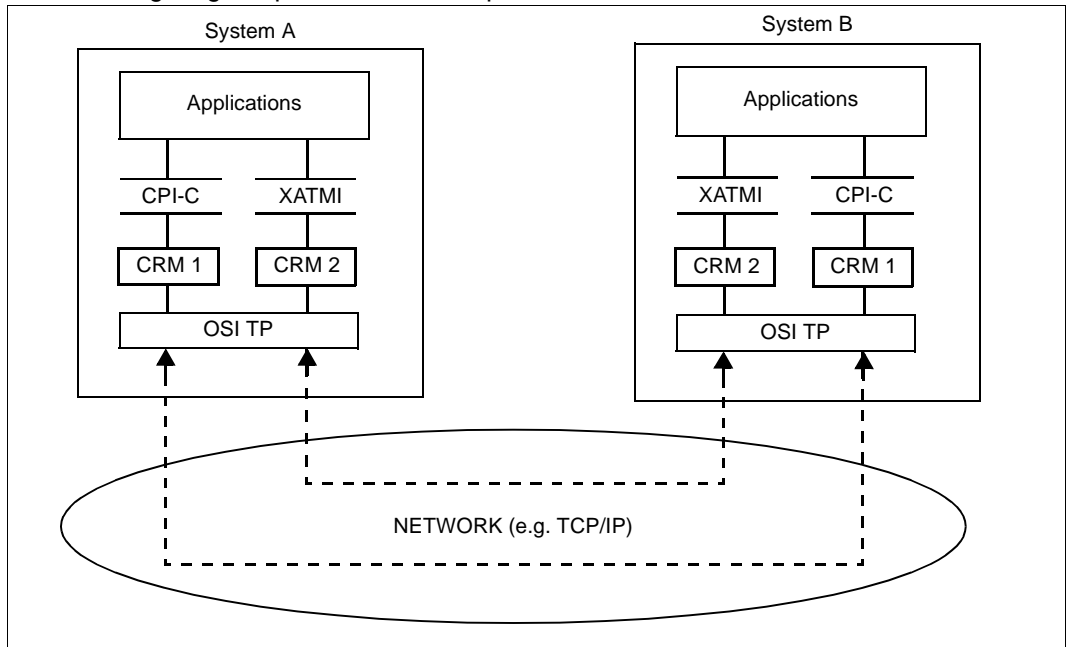 System A
System B
Applications
Applications
CPI-C
XATMI
XATMI
CPI-C
CRM 1
CRM 2
CRM 2
CRM 1
OSI TP
OSI TP
NETWORK (e.g. TCP/IP)